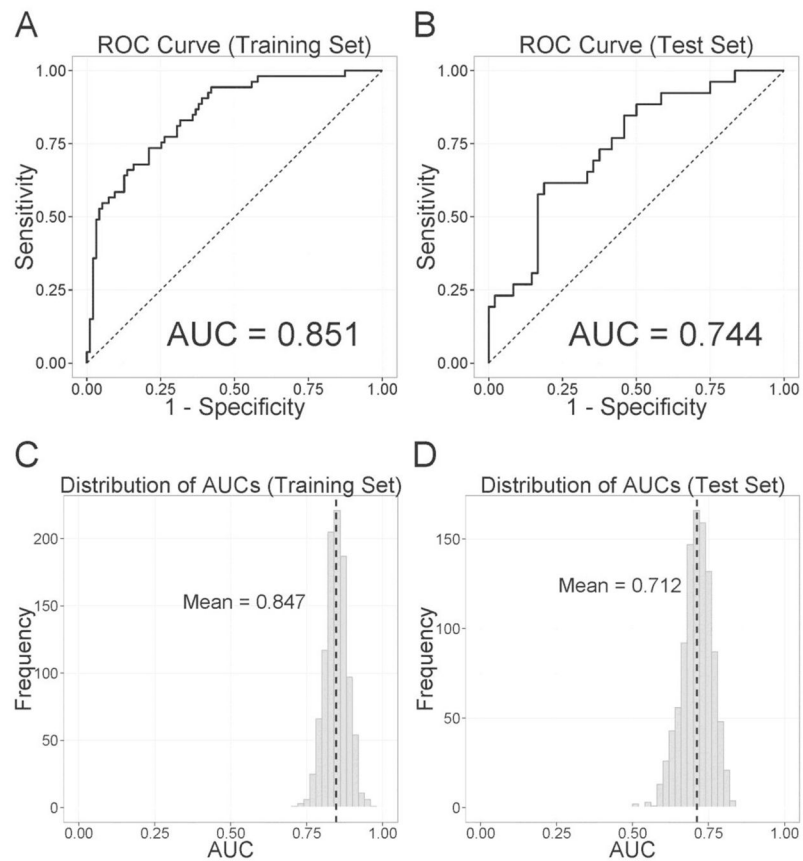 A
ROC Curve (Training Set)
1.00
0.75
0.50
0.25
0.00
Sensitivity
AUC = 0.851
0.00 0.25 0.50 0.75 1.00
1 - Specificity
B
ROC Curve (Test Set)
1.00
0.75
0.50
0.25
0.00
Sensitivity
AUC = 0.744
0.00 0.25 0.50 0.75 1.00
1 - Specificity
C
Distribution of AUCs (Training Set)
200
150
100
50
0
Frequency
Mean = 0.847
0.00 0.25 0.50 0.75 1.00
AUC
D
Distribution of AUCs (Test Set)
150
100
50
0
Frequency
Mean = 0.712
0.00 0.25 0.50 0.75 1.00
AUC